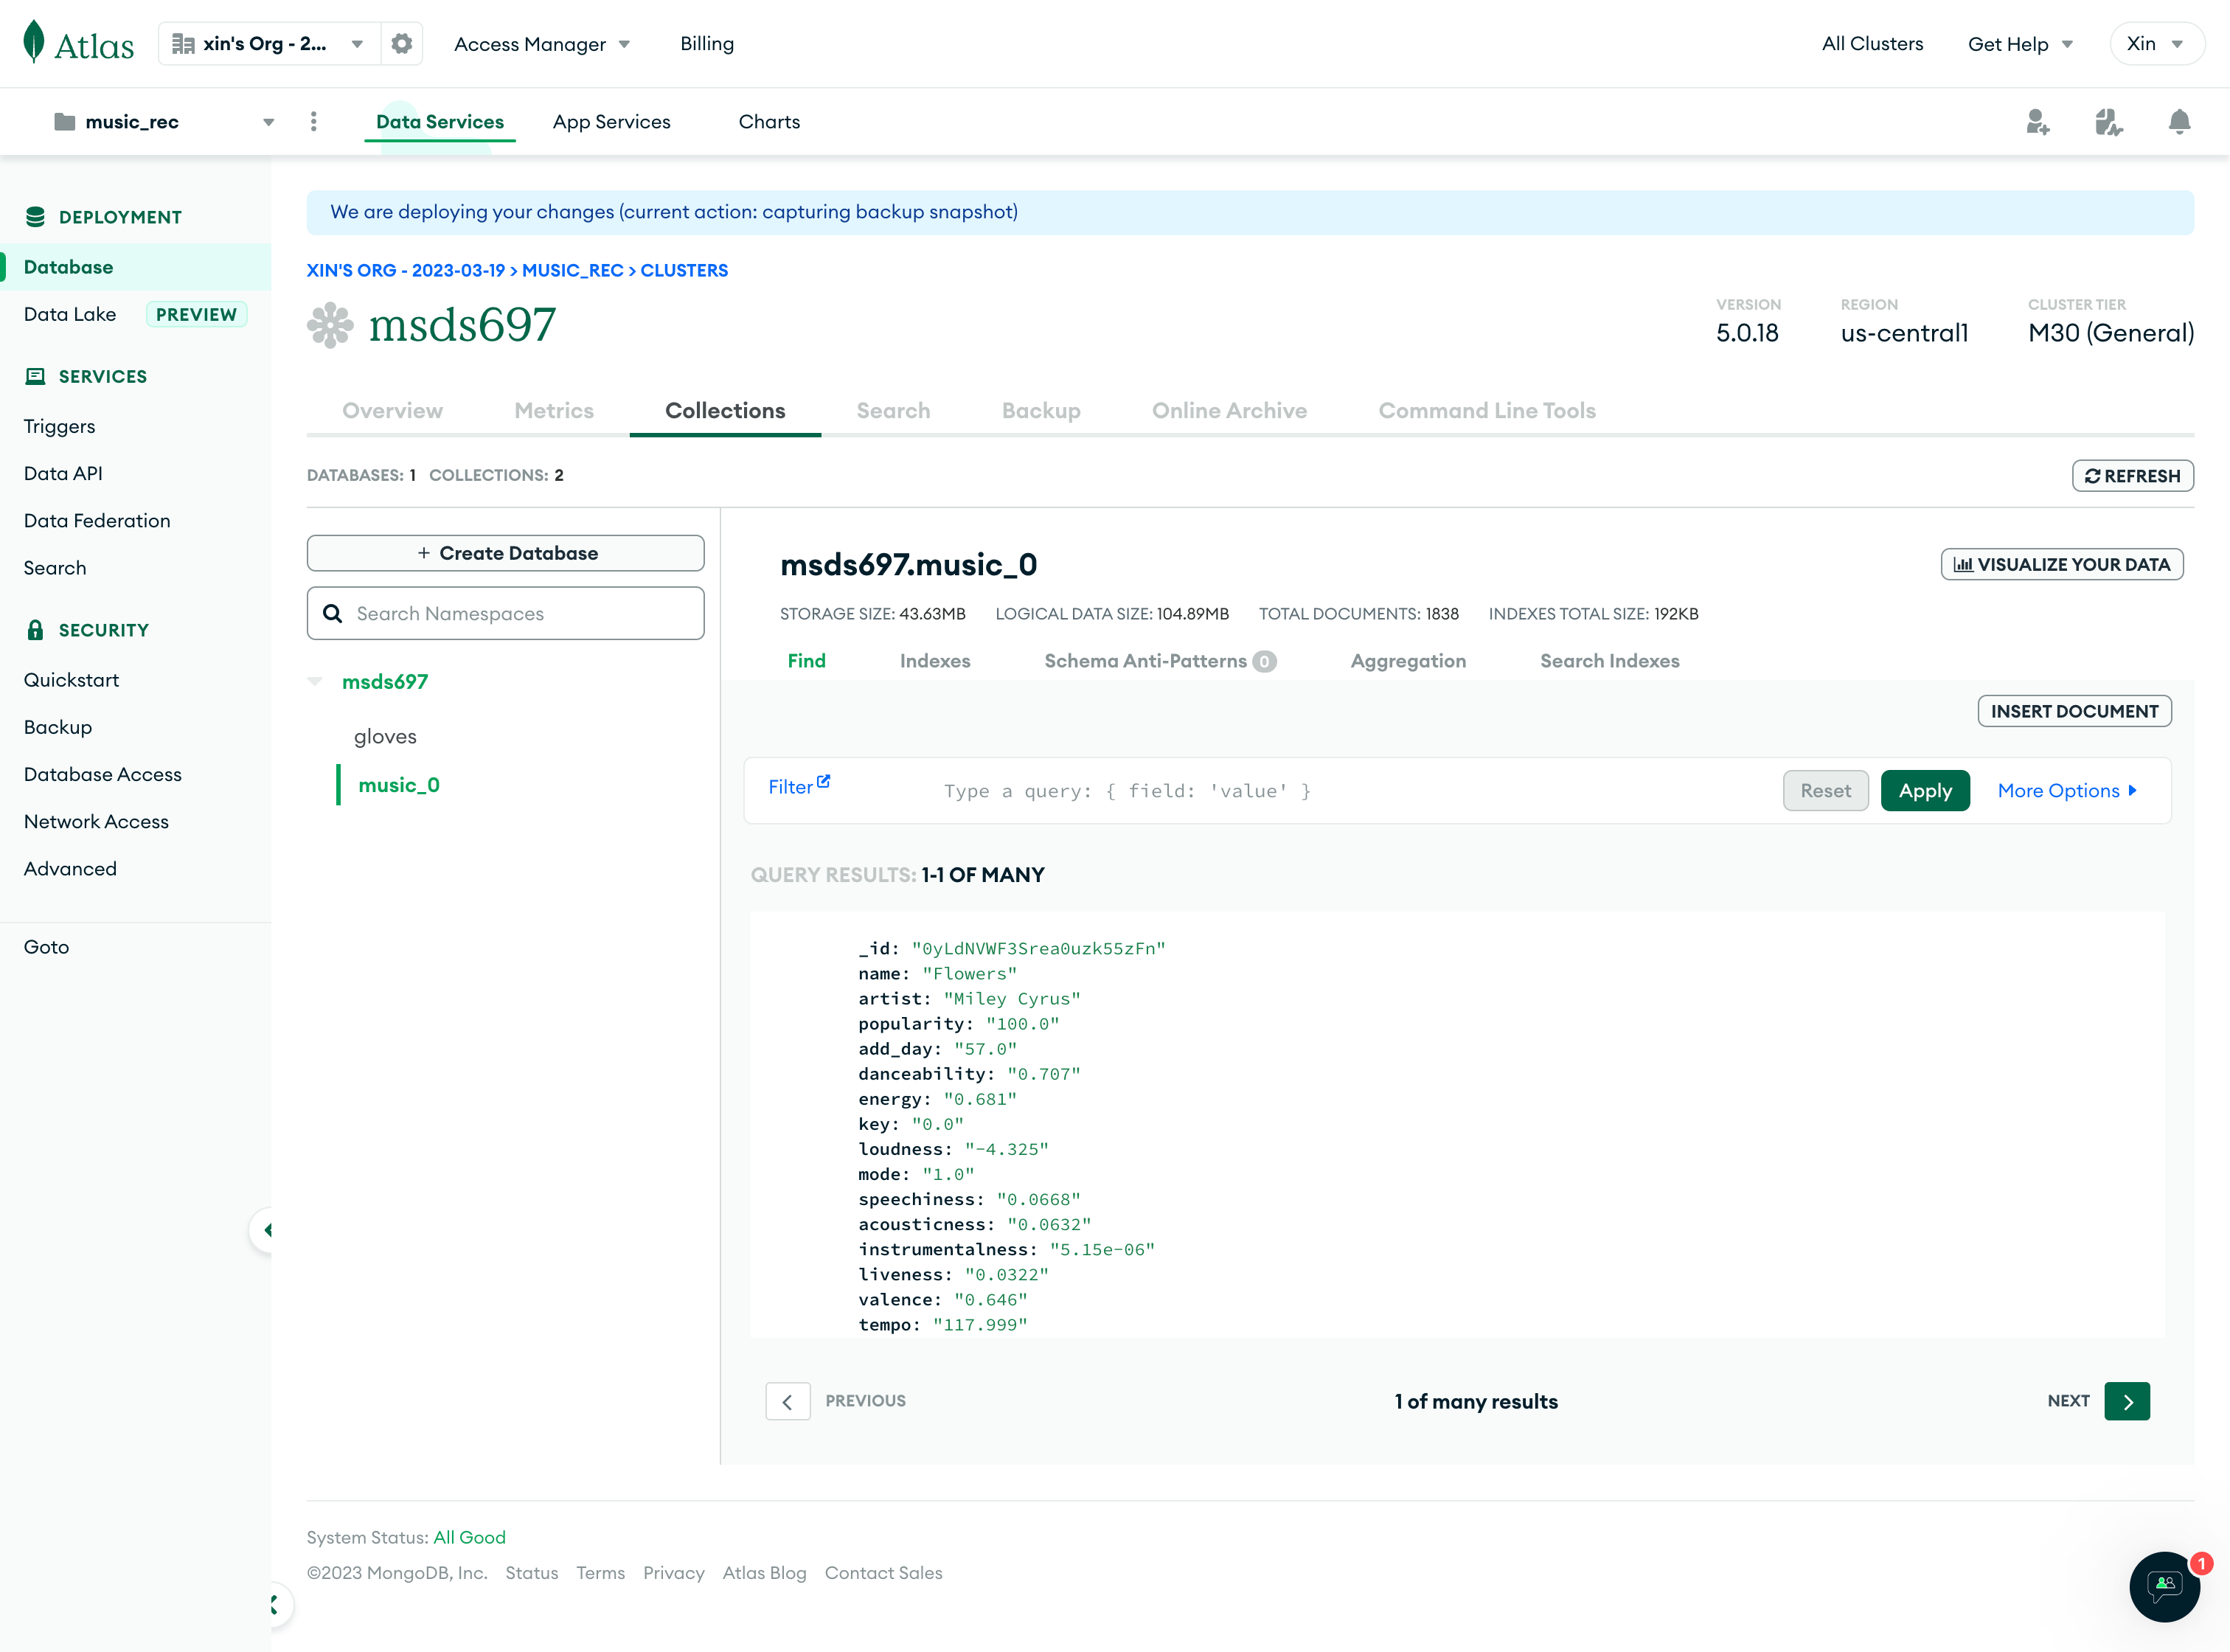 Atlas
xin's Org - 2...
Access Manager
Billing
All Clusters
Get Help
Xin
music_rec
Data Services
App Services
Charts
DEPLOYMENT
Database
Data Lake
PREVIEW
SERVICES
Triggers
Data API
Data Federation
Search
SECURITY
Quickstart
Backup
Database Access
Network Access
Advanced
Goto
We are deploying your changes (current action: capturing backup snapshot)
XIN'S ORG - 2023-03-19 > MUSIC_REC > CLUSTERS
msds697
VERSION
5.0.18
REGION
us-central1
CLUSTER TIER
M30 (General)
Overview
Metrics
Collections
Search
Backup
Online Archive
Command Line Tools
DATABASES: 1 COLLECTIONS: 2
REFRESH
+ Create Database
Search Namespaces
msds697
gloves
music_0
msds697.music_0
VISUALIZE YOUR DATA
STORAGE SIZE: 43.63MB LOGICAL DATA SIZE: 104.89MB TOTAL DOCUMENTS: 1838 INDEXES TOTAL SIZE: 192KB
Find
Indexes
Schema Anti-Patterns 0
Aggregation
Search Indexes
INSERT DOCUMENT
Filter
Type a query: { field: 'value' }
Reset
Apply
More Options
QUERY RESULTS: 1-1 OF MANY
_id: "0yLdNVWF3Srea0uzk55zFn"
name: "Flowers"
artist: "Miley Cyrus"
popularity: "100.0"
add_day: "57.0"
danceability: "0.707"
energy: "0.681"
key: "0.0"
loudness: "-4.325"
mode: "1.0"
speechiness: "0.0668"
acousticness: "0.0632"
instrumentalness: "5.15e-06"
liveness: "0.0322"
valence: "0.646"
tempo: "117.999"
PREVIOUS
1 of many results
NEXT
System Status: All Good
©2023 MongoDB, Inc.
Status
Terms
Privacy
Atlas Blog
Contact Sales
1